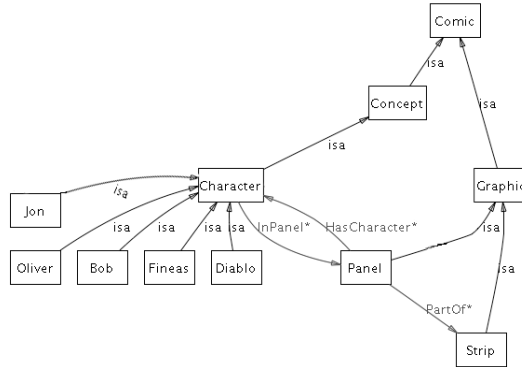 Comic
isa
Concept
isa
isa
Character
Graphic
isa
Jon
isa
isa
isa
isa
InPanel*
HasCharacter*
isa
Oliver
Bob
Fineas
Diablo
Panel
isa
PartOf*
Strip